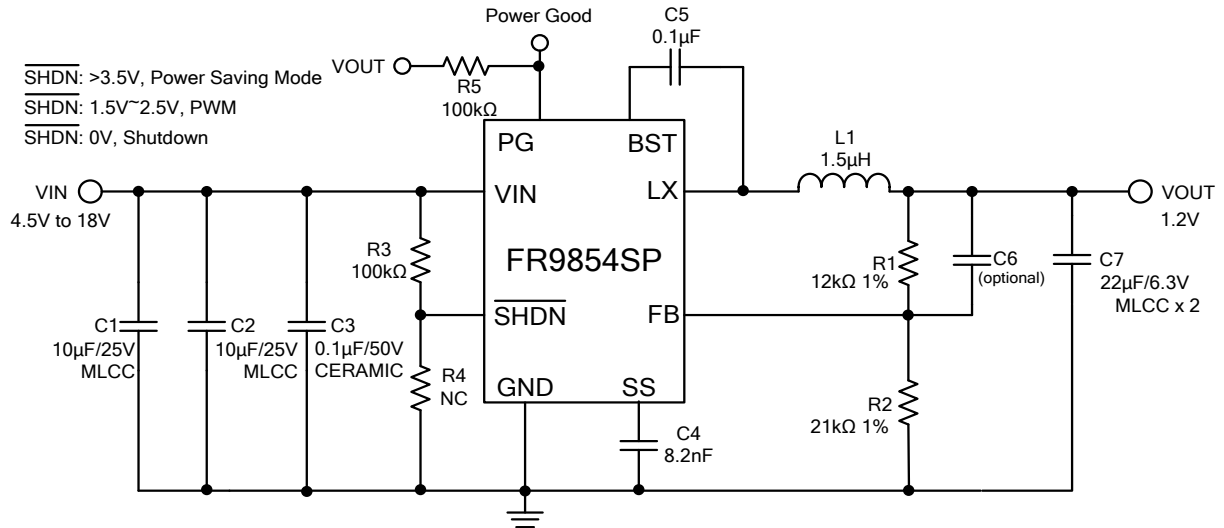 Power Good
C5
0.1µF
SHDN: >3.5V, Power Saving Mode
VOUT
R5
100kΩ
SHDN: 1.5V~2.5V, PWM
SHDN: 0V, Shutdown
PG
BST
L1
1.5µH
VIN
4.5V to 18V
VIN
LX
VOUT
1.2V
R3
100kΩ
FR9854SP
R1
12kΩ 1%
C6
(optional)
C7
22µF/6.3V
MLCC x 2
SHDN
FB
C1
10µF/25V
MLCC
C2
10µF/25V
MLCC
C3
0.1µF/50V
CERAMIC
R4
NC
GND
SS
R2
21kΩ 1%
C4
8.2nF